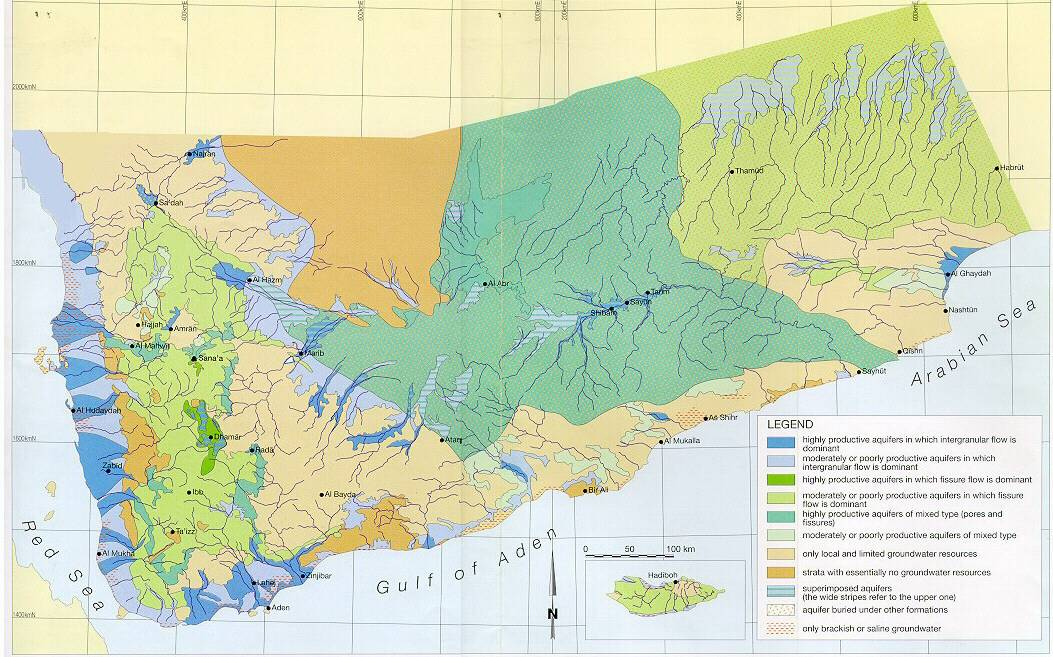 400kmE
600kmE
800kmE
200kmE
400kmE
600kmE
2000kmN
1800kmN
1600kmN
1400kmN
Najran
Sa'dah
Thamud
Habrut
Al Hazm
Al Abr
Tarim
Sayun
Shibam
Al Ghaydah
Nashtun
Hajjah
Amran
Al Mahwit
Sana'a
Marib
Qishn
Sayhut
Arabian Sea
Al Hudaydah
Dhamar
Rada
Ataq
Ash Shihr
Al Mukalla
Zabid
Ibb
Al Bayda
Bir Ali
Ta'izz
Al Mukha
Lahej
Zinjibar
Aden
Red Sea
Gulf of Aden
0 50 100 km
N
Hadiboh
LEGEND
highly productive aquifers in which intergranular flow is
dominant
moderately or poorly productive aquifers in which
intergranular flow is dominant
highly productive aquifers in which fissure flow is dominant
moderately or poorly productive aquifers in which fissure
flow is dominant
highly productive aquifers of mixed type (pores and
fissures)
moderately or poorly productive aquifers of mixed type
only local and limited groundwater resources
strata with essentially no groundwater resources
superimposed aquifers
(the wide stripes refer to the upper one)
aquifer buried under other formations
only brackish or saline groundwater